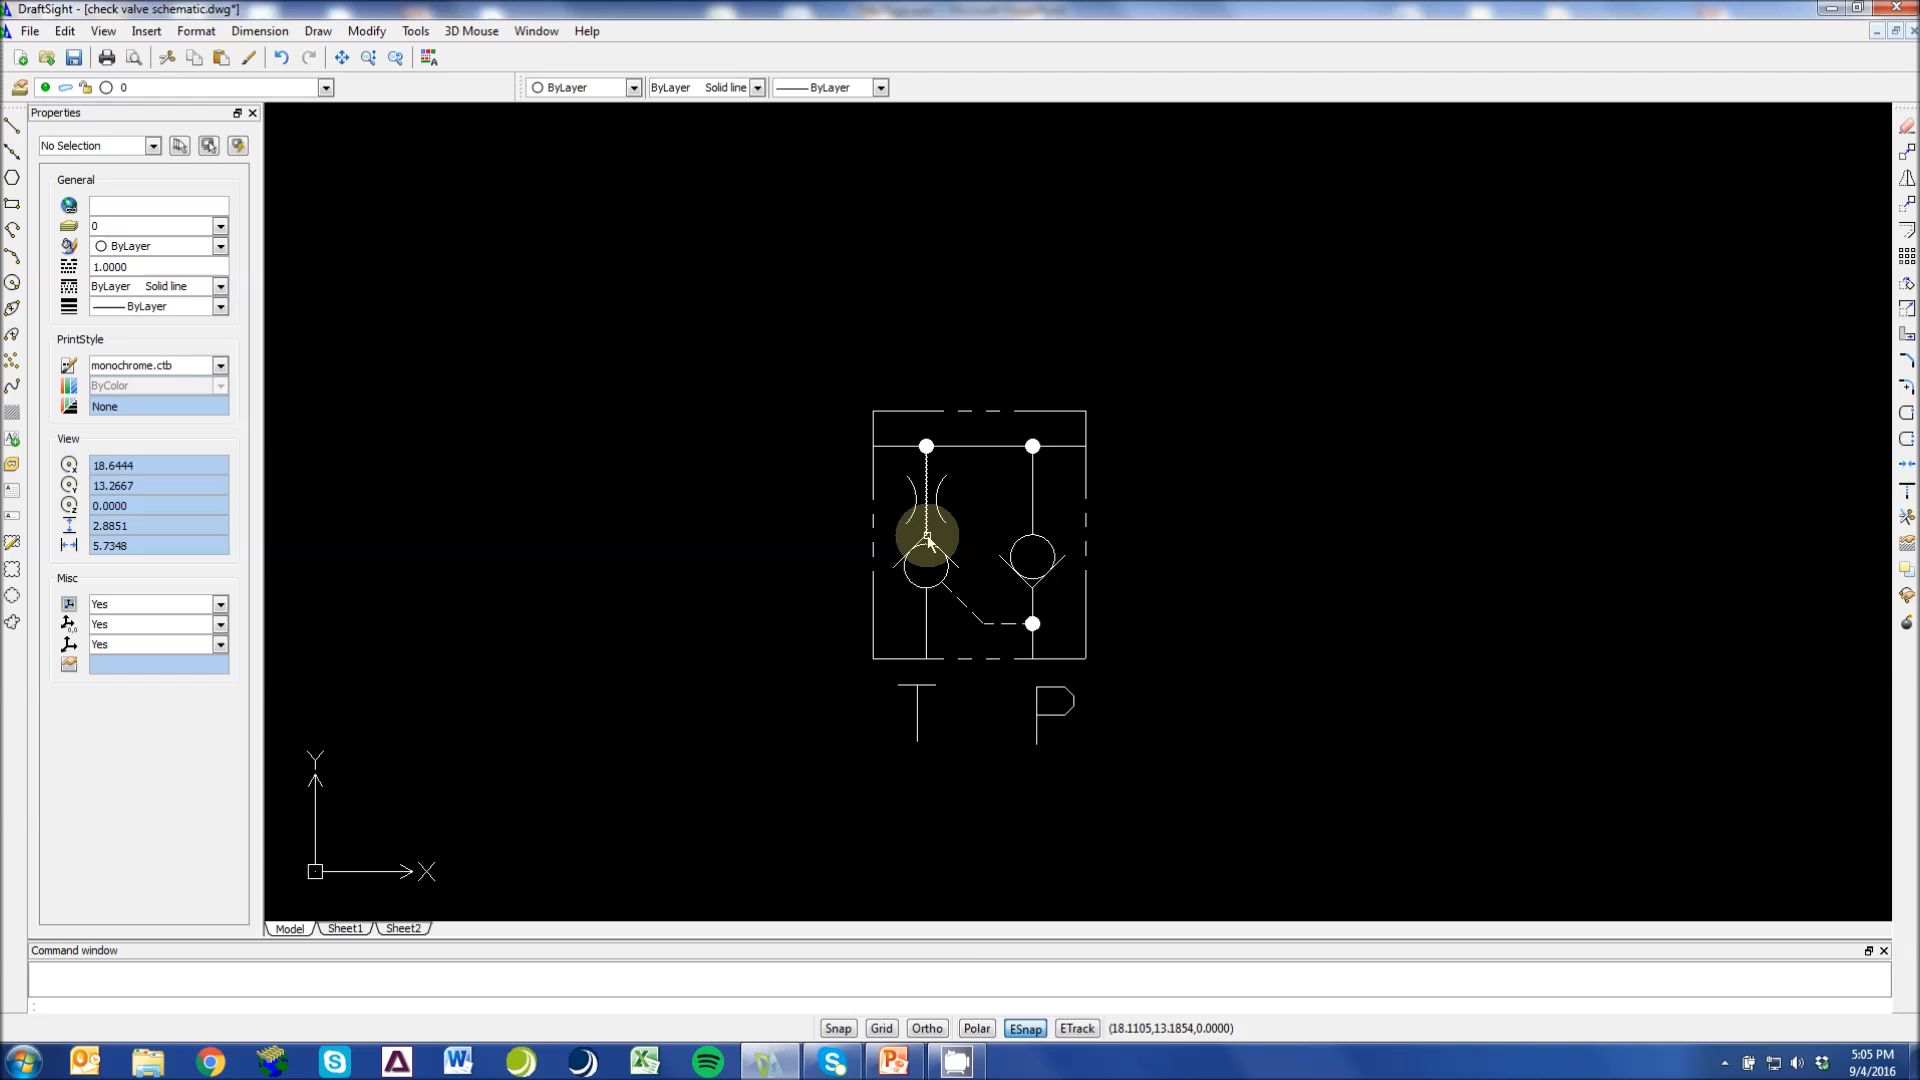 DraftSight - [check valve schematic.dwg*]
File Edit View Insert Format Dimension Draw Modify Tools 3D Mouse Window Help
0 ByLayer ByLayer Solid line ByLayer
Properties
No Selection
General
0
ByLayer
1.0000
ByLayer Solid line
ByLayer
PrintStyle
monochrome.ctb
ByColor
None
View
18.6444
13.2667
0.0000
2.8851
5.7348
Misc
Yes
Yes
Yes
T P
Y
X
Model Sheet1 Sheet2
Command window
:
Snap Grid Ortho Polar ESnap ETrack (18.1105,13.1854,0.0000)
5:05 PM
9/4/2016